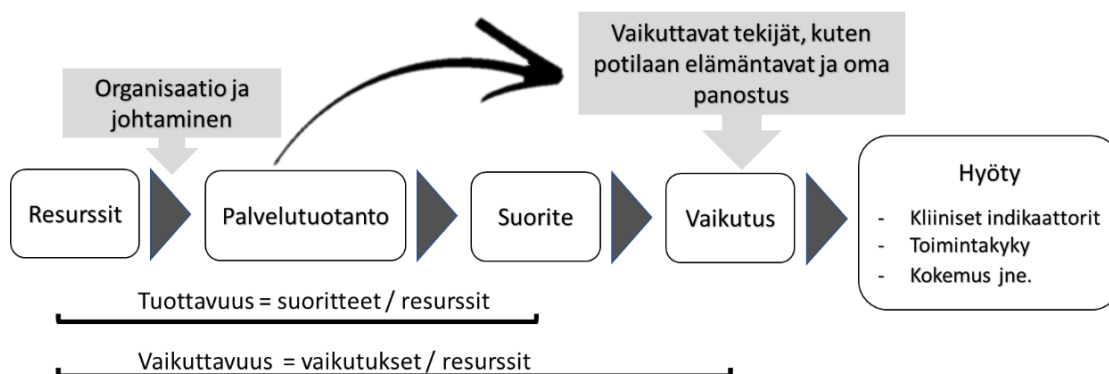 Organisaatio ja
johtaminen
Vaikuttavat tekijät, kuten
potilaan elämäntavat ja oma
panostus
Resurssit
Palvelutuotanto
Suorite
Vaikutus
Hyöty
- Kliiniset indikaattorit
- Toimintakyky
- Kokemus jne.
Tuottavuus = suoritteet / resurssit
Vaikuttavuus = vaikutukset / resurssit